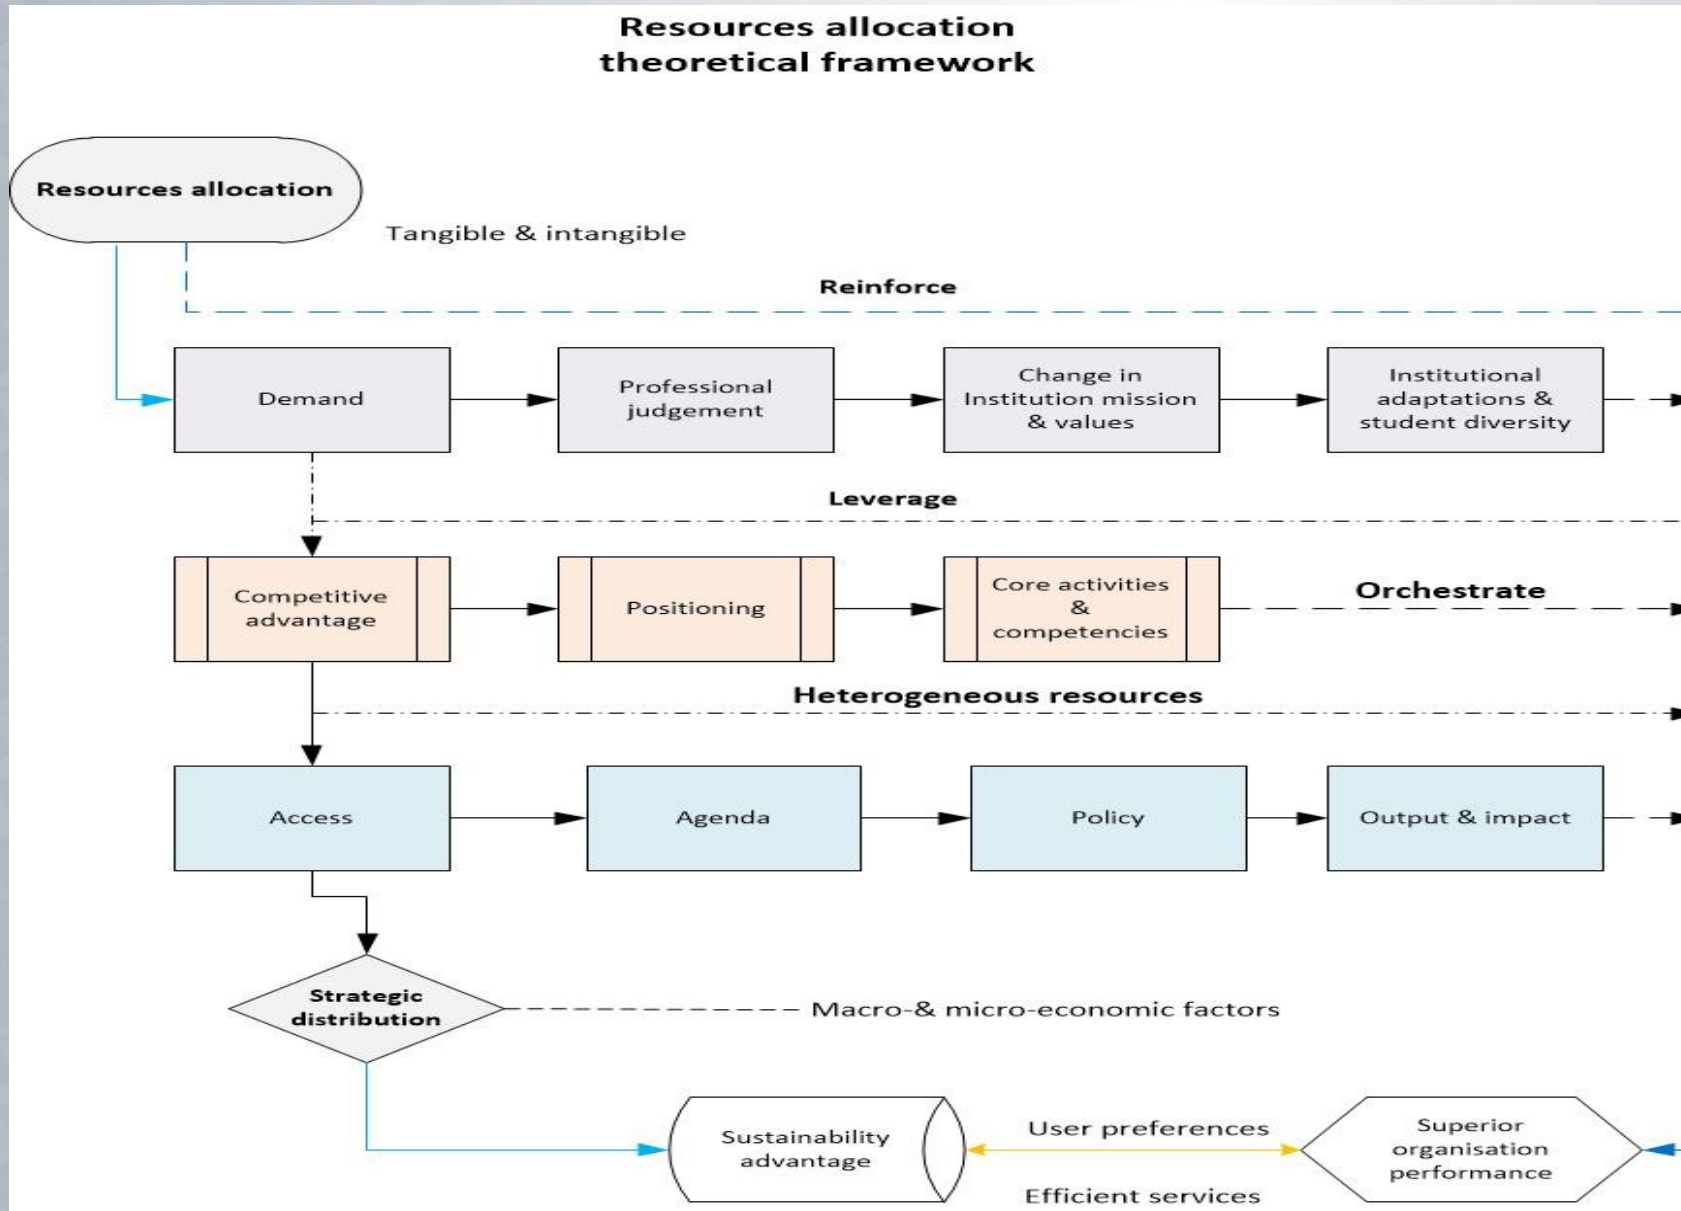 Resources allocation
theoretical framework
Resources allocation
Tangible & intangible
Reinforce
Demand
Professional
judgement
Change in
Institution mission
& values
Institutional
adaptations &
student diversity
Leverage
Competitive
advantage
Positioning
Core activities
&
competencies
Orchestrate
Heterogeneous resources
Access
Agenda
Policy
Output & impact
Strategic
distribution
Macro-& micro-economic factors
Sustainability
advantage
User preferences
Efficient services
Superior
organisation
performance